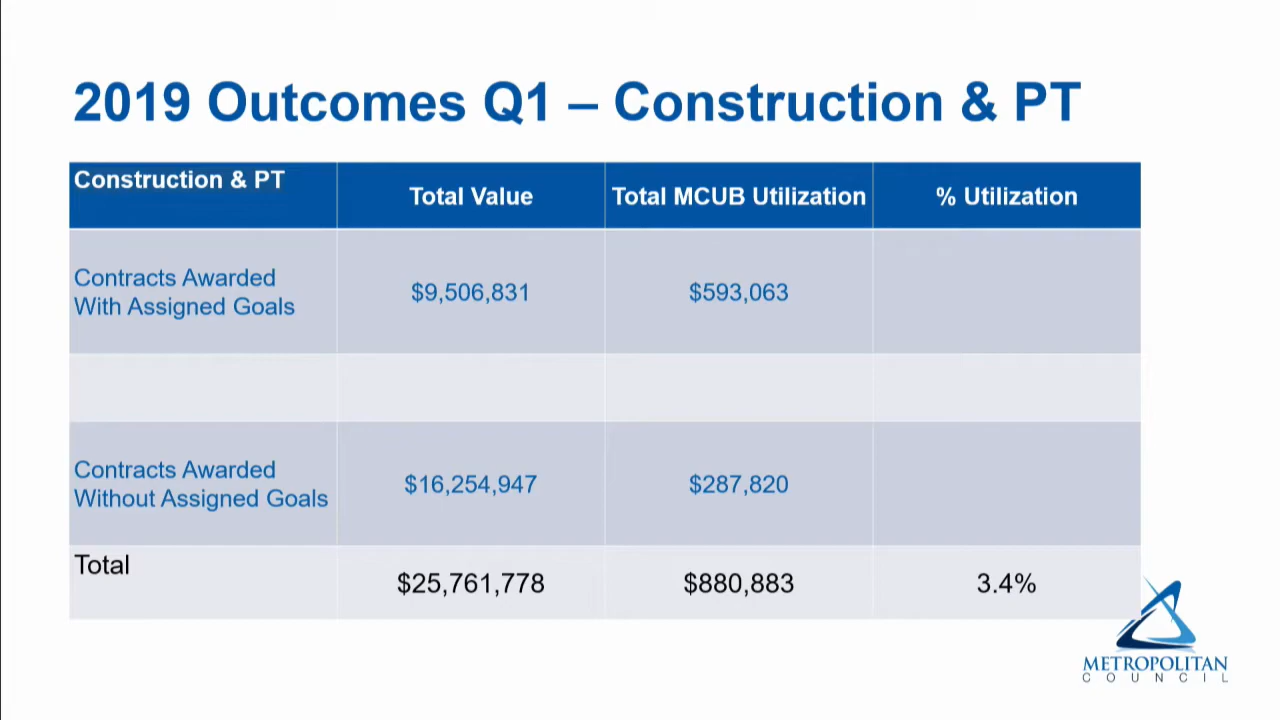 2019 Outcomes Q1 – Construction & PT
Construction & PT
Total Value
Total MCUB Utilization
% Utilization
Contracts Awarded
With Assigned Goals
$9,506,831
$593,063
Contracts Awarded
Without Assigned Goals
$16,254,947
$287,820
Total
$25,761,778
$880,883
3.4%
METROPOLITAN
COUNCIL